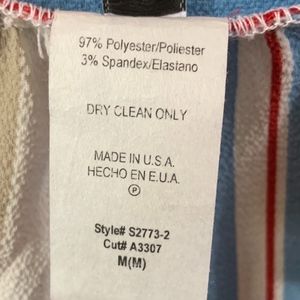 97% Polyester/Poliester
3% Spandex/Elastano
DRY CLEAN ONLY
MADE IN U.S.A.
HECHO EN E.U.A.
P
Style# S2773-2
Cut# A3307
M(M)